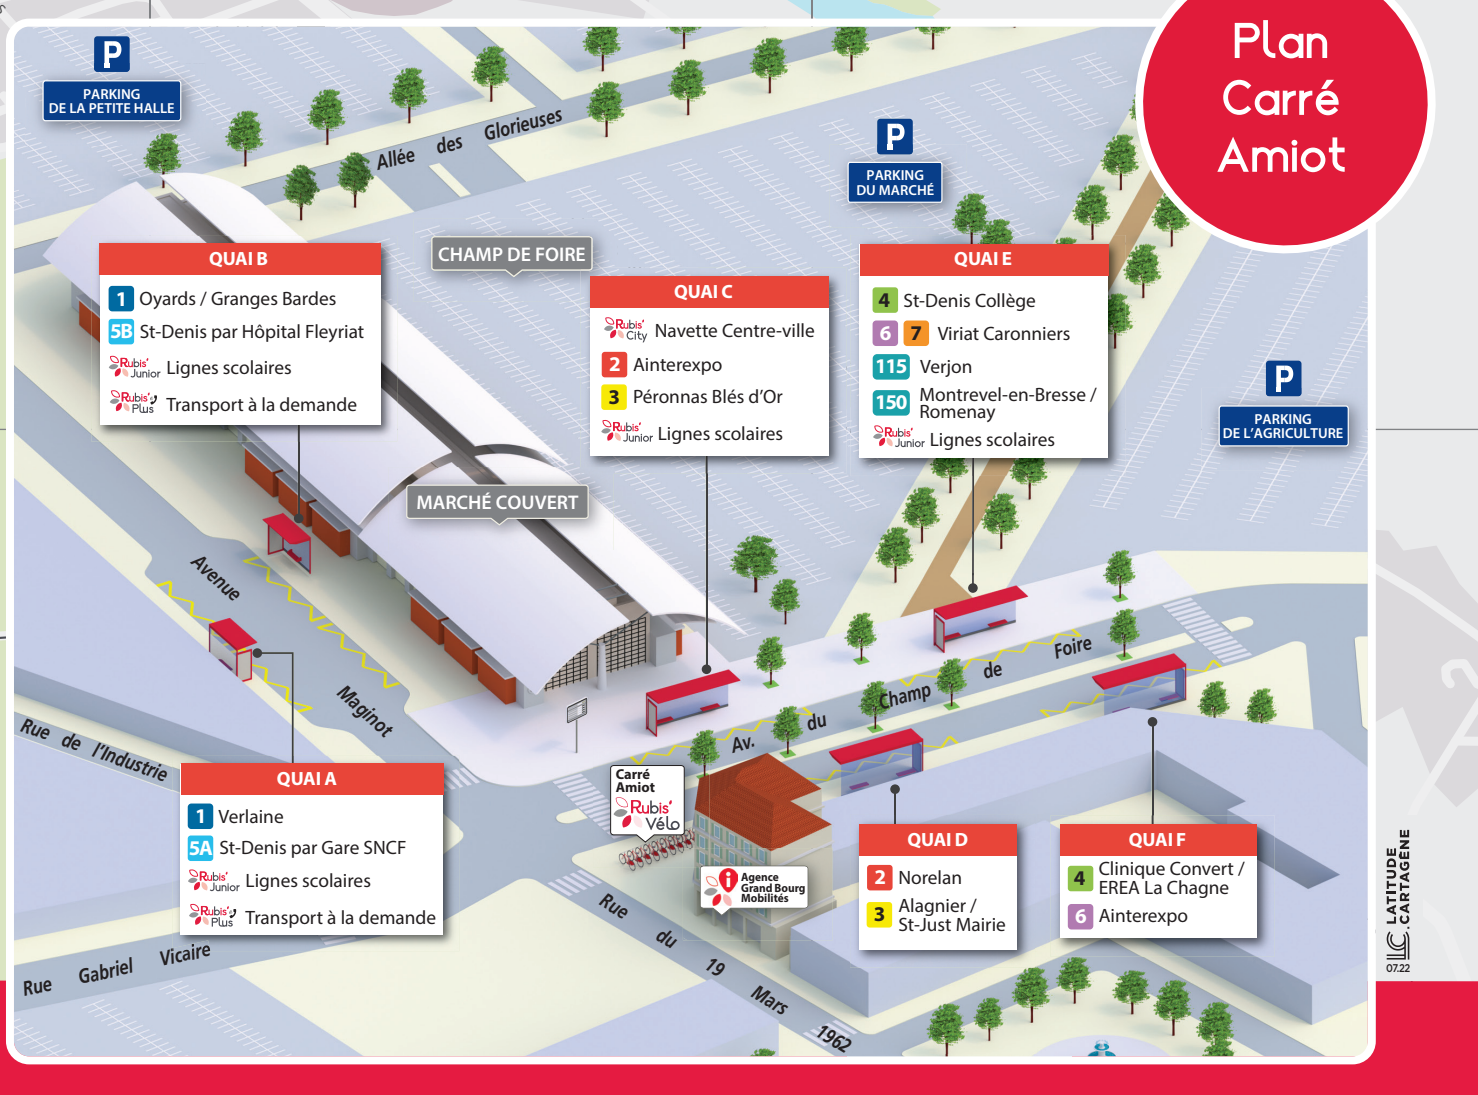 Plan
Carré
Amiot
P
PARKING
DE LA PETITE HALLE
Allée des Glorieuses
P
PARKING
DU MARCHÉ
CHAMP DE FOIRE
QUAI B
1 Oyards / Granges Bardes
5B St-Denis par Hôpital Fleyriat
Rubis' Junior Lignes scolaires
Rubis' Plus Transport à la demande
QUAI C
Rubis' City Navette Centre-ville
2 Ainterexpo
3 Péronnas Blés d'Or
Rubis' Junior Lignes scolaires
QUAI E
4 St-Denis Collège
6 7 Viriat Caronniers
115 Verjon
150 Montrevel-en-Bresse /
Romenay
Rubis' Junior Lignes scolaires
P
PARKING
DE L'AGRICULTURE
MARCHÉ COUVERT
Avenue Maginot
Av. du Champ de Foire
Rue de l'Industrie
QUAI A
1 Verlaine
5A St-Denis par Gare SNCF
Rubis' Junior Lignes scolaires
Rubis' Plus Transport à la demande
Carré
Amiot
Rubis'
Vélo
i
Agence
Grand Bourg
Mobilités
QUAI D
2 Norelan
3 Alagnier /
St-Just Mairie
QUAI F
4 Clinique Convert /
EREA La Chagne
6 Ainterexpo
Rue Gabriel Vicaire
Rue du 19 Mars 1962
LC LATITUDE
.CARTAGÈNE
07.22